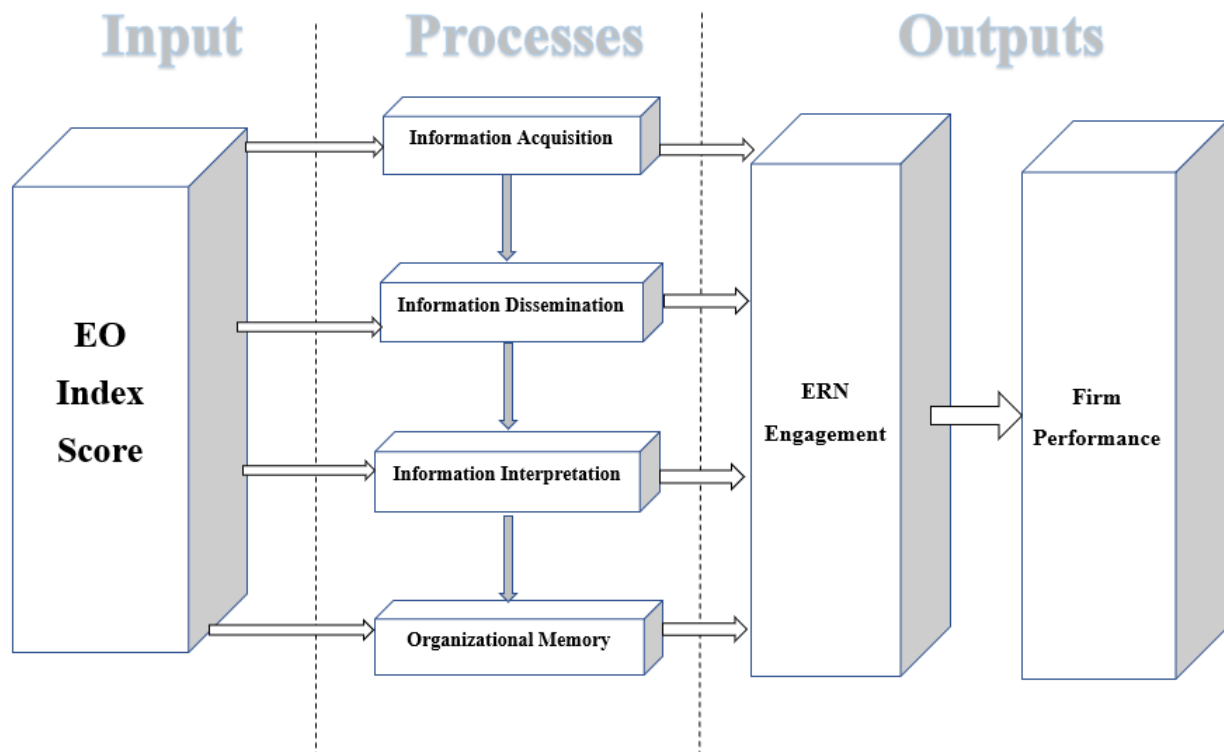 Input
Processes
Outputs
EO
Index
Score
Information Acquisition
Information Dissemination
Information Interpretation
Organizational Memory
ERN
Engagement
Firm
Performance